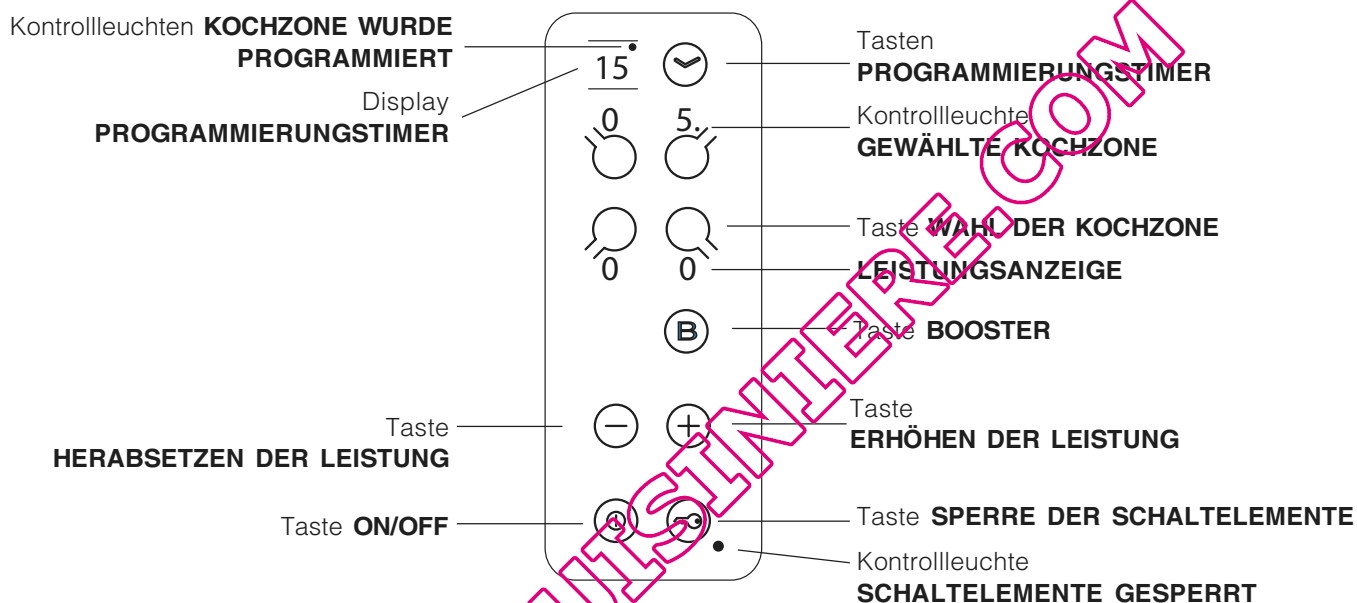 Kontrollleuchten KOCHZONE WURDE
PROGRAMMIERT
Display
PROGRAMMIERUNGSTIMER
Taste
HERABSETZEN DER LEISTUNG
Taste ON/OFF
15
0 5.
0 0
B
Tasten
PROGRAMMIERUNGSTIMER
Kontrollleuchte
GEWÄHLTE KOCHZONE
Taste WAHL DER KOCHZONE
LEISTUNGSANZEIGE
Taste BOOSTER
Taste
ERHÖHEN DER LEISTUNG
Taste SPERRE DER SCHALTELEMENTE
Kontrollleuchte
SCHALTELEMENTE GESPERRT
UISINIERE.COM